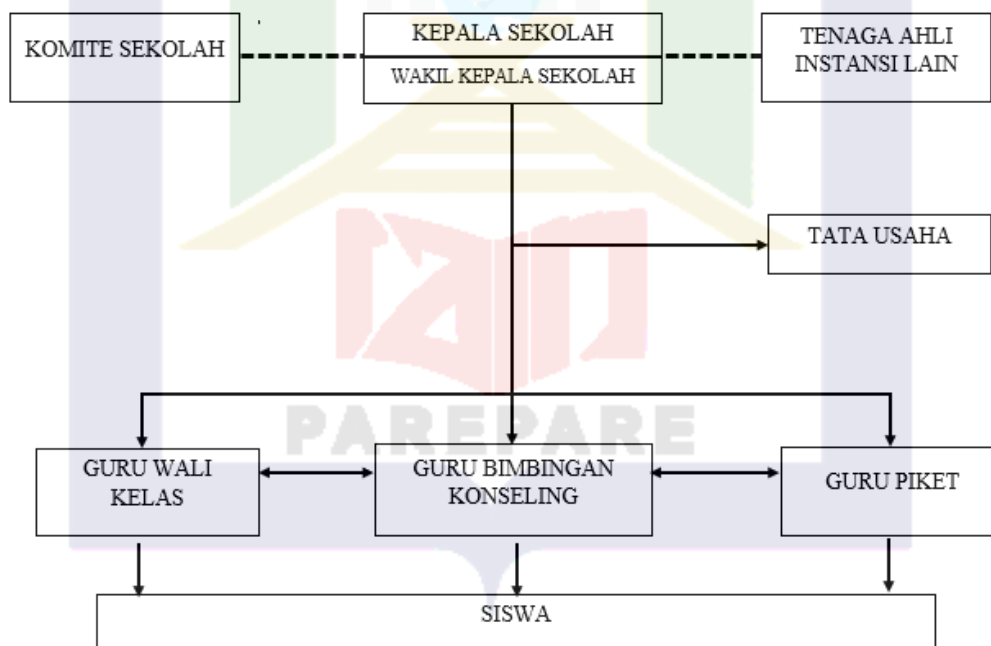 KOMITE SEKOLAH
KEPALA SEKOLAH
WAKIL KEPALA SEKOLAH
TENAGA AHLI
INSTANSI LAIN
TATA USAHA
PAREPARE
GURU WALI
KELAS
GURU BIMBINGAN
KONSELING
GURU PIKET
SISWA